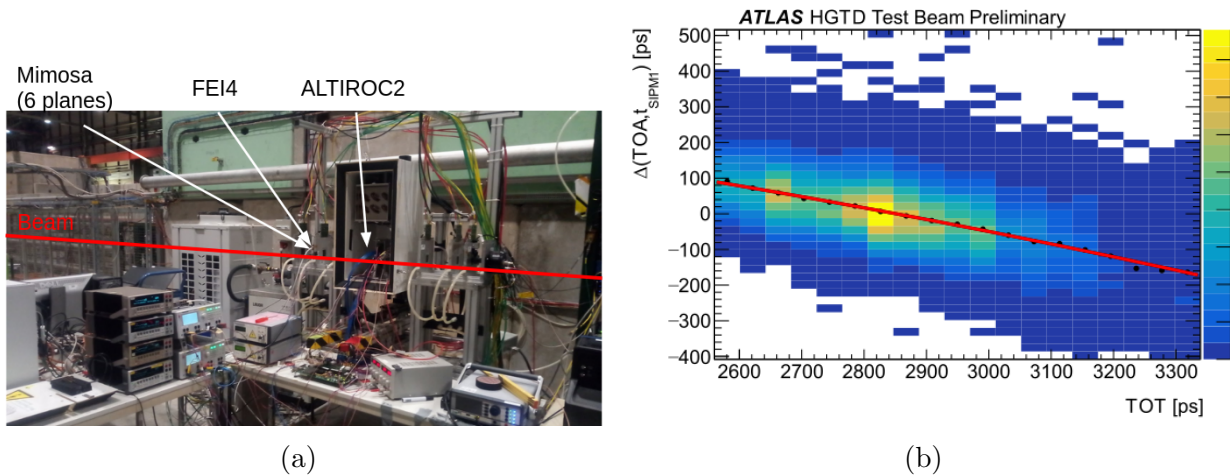 Mimosa
(6 planes)
FEI4
ALTIROC2
Beam
(a)
ATLAS HGTD Test Beam Preliminary
Δ(TOA,t_SIPM1) [ps]
500
400
300
200
100
0
−100
−200
−300
−400
2600 2700 2800 2900 3000 3100 3200 3300
TOT [ps]
(b)